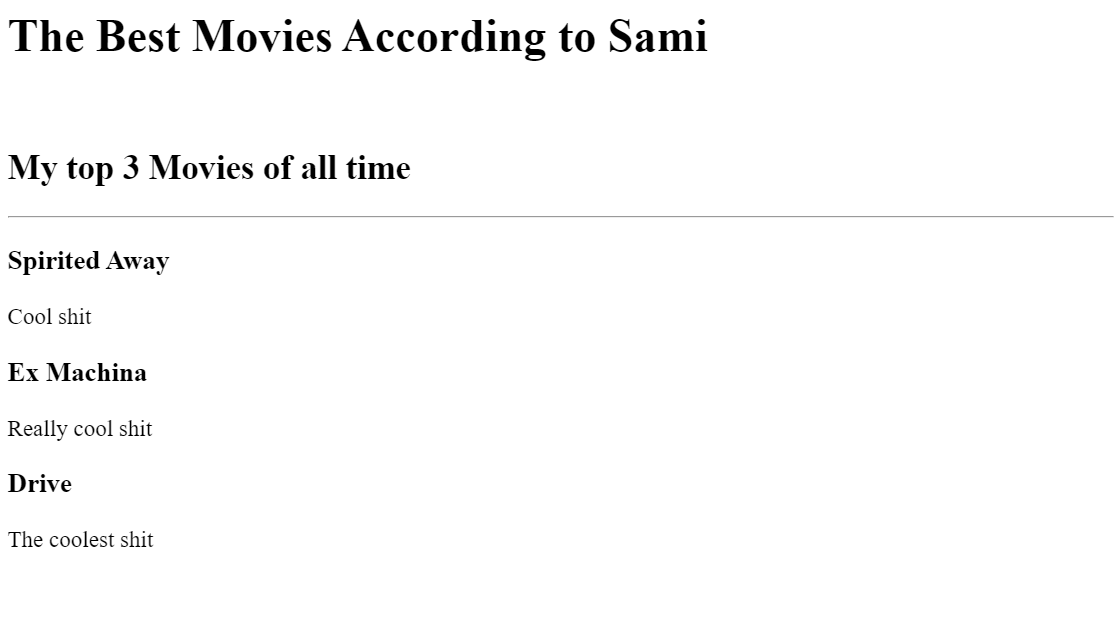 The Best Movies According to Sami
My top 3 Movies of all time
Spirited Away
Cool shit
Ex Machina
Really cool shit
Drive
The coolest shit